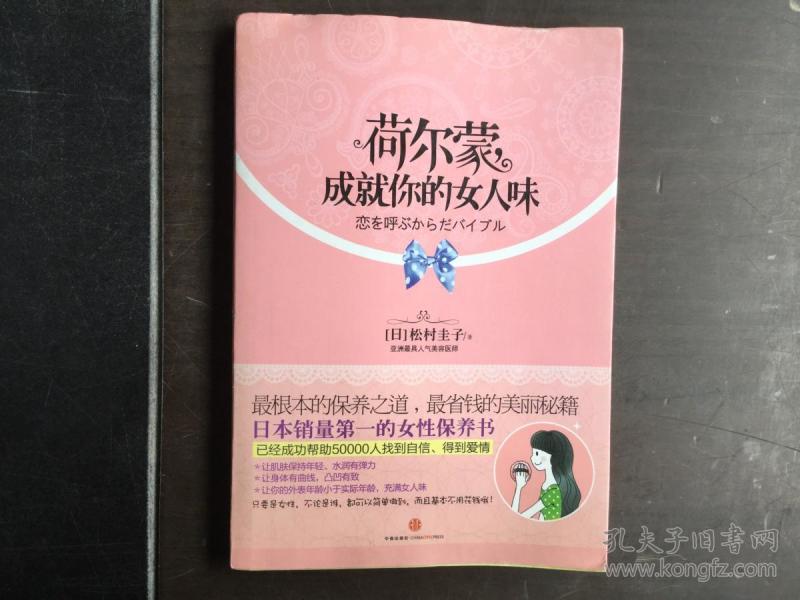 荷尔蒙,
成就你的女人味
恋を呼ぶからだバイブル
[日]松村圭子/著
亚洲最具人气美容医师
最根本的保养之道，最省钱的美丽秘籍
日本销量第一的女性保养书
已经成功帮助50000人找到自信、得到爱情
★让肌肤保持年轻、水润有弹力
★让身体有曲线，凸凹有致
★让你的外表年龄小于实际年龄，充满女人味
只要是女性，不论是谁，都可以简单做到，而且基本不用花钱哦！
中信出版社·CHINACITICPRESS
孔夫子旧书网
www.kongfz.com